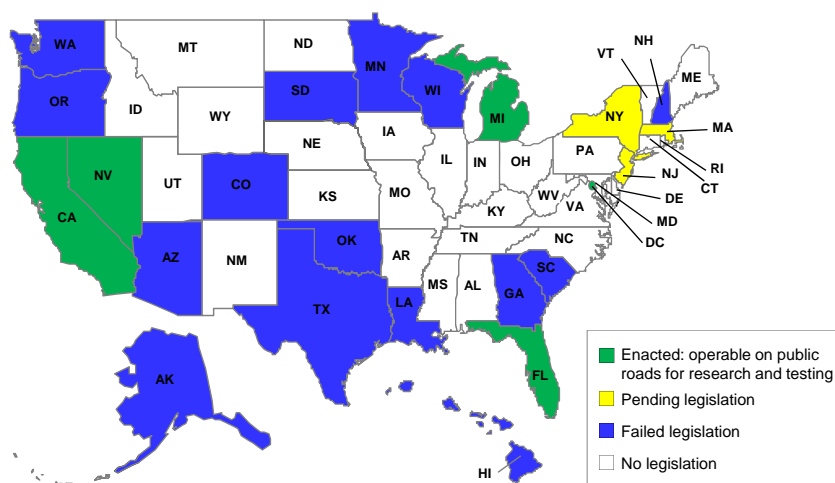 WA
MT
ND
MN
VT
NH
ME
OR
ID
SD
WI
WY
MI
NY
MA
NV
UT
CO
NE
IA
IL
IN
OH
PA
RI
CT
NJ
DE
MD
DC
CA
KS
MO
WV
KY
VA
AZ
NM
OK
AR
TN
NC
SC
TX
LA
MS
AL
GA
FL
AK
HI
Enacted: operable on public
roads for research and testing
Pending legislation
Failed legislation
No legislation